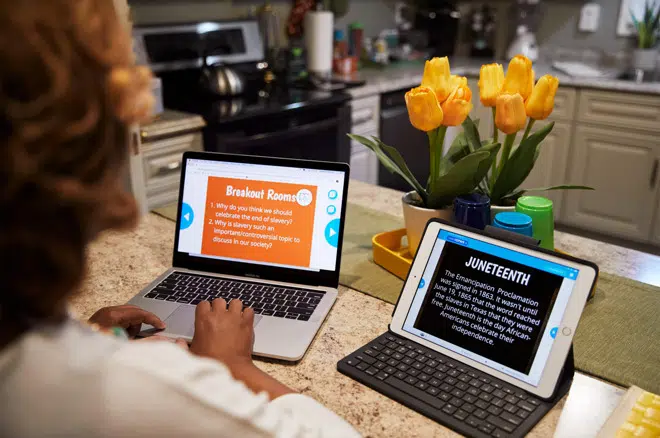 Breakout Rooms
1. Why do you think we should
celebrate the end of slavery?
2. Why is slavery such an
important/controversial topic to
discuss in our society?
JUNETEENTH
The Emancipation Proclamation
was signed in 1863. It wasn't until
June 19, 1865 that the word reached
the slaves in Texas that they were
free. Juneteenth is the day African-
Americans celebrate their
independence.